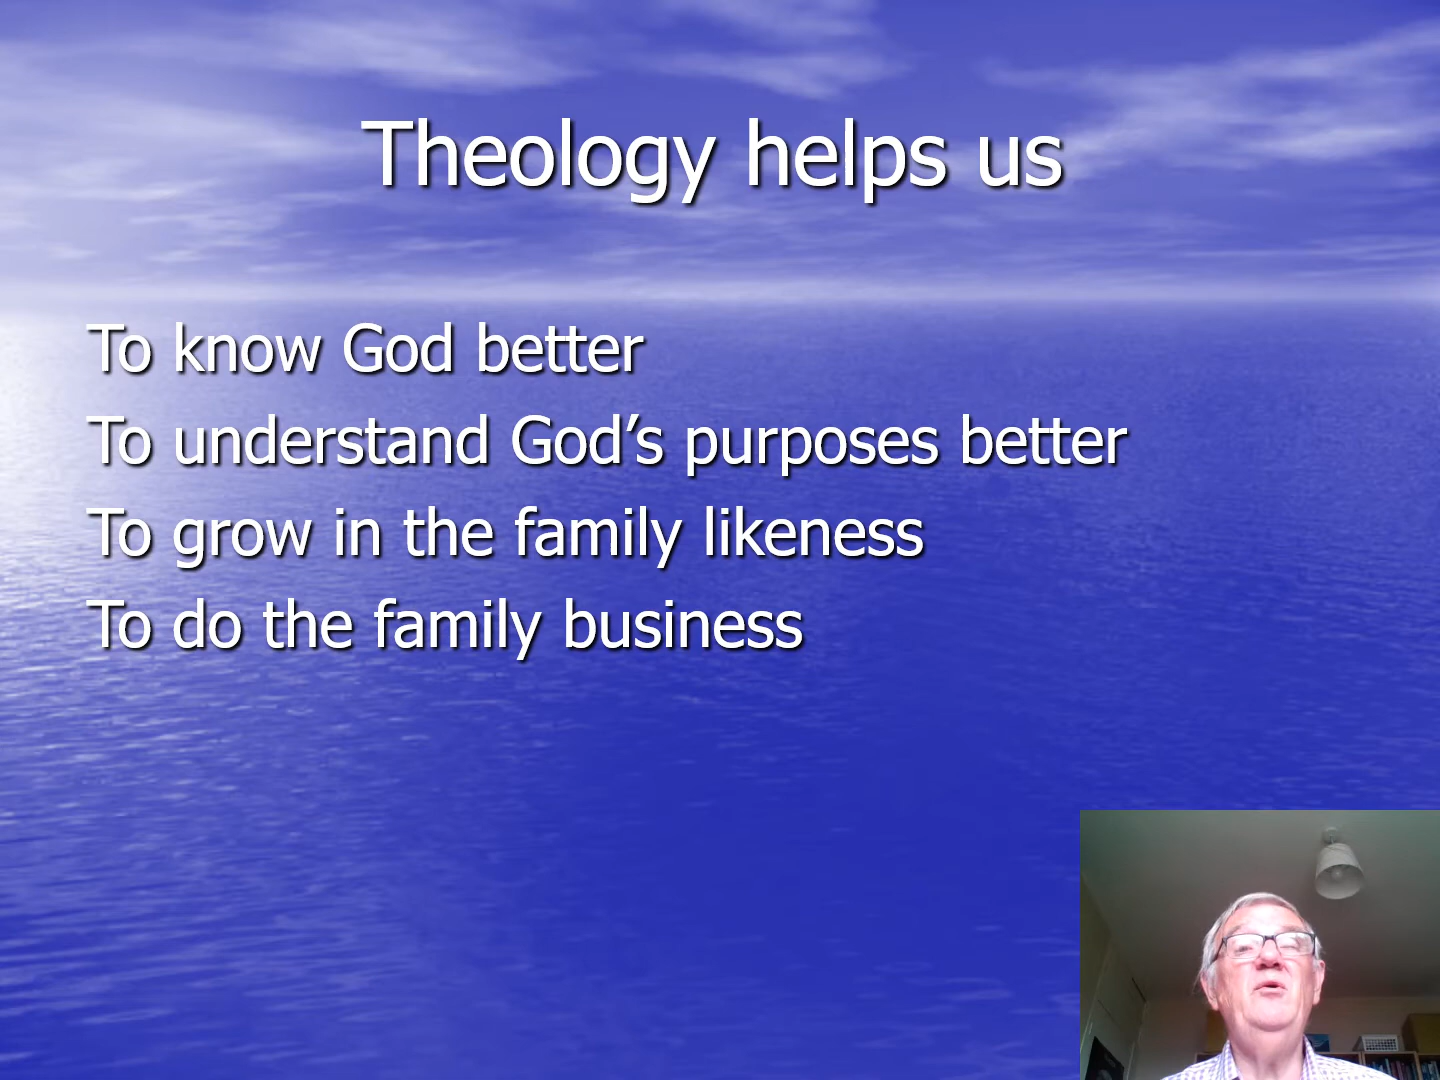 Theology helps us
To know God better
To understand God’s purposes better
To grow in the family likeness
To do the family business